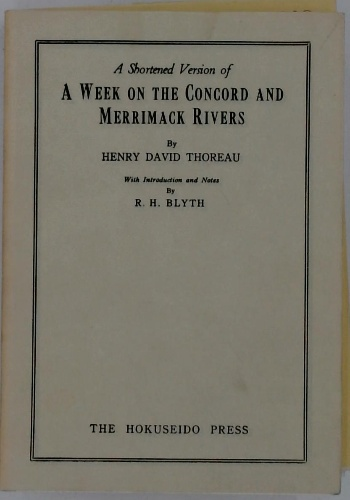 A Shortened Version of
A WEEK ON THE CONCORD AND
MERRIMACK RIVERS
By
HENRY DAVID THOREAU
With Introduction and Notes
By
R. H. BLYTH
THE HOKUSEIDO PRESS